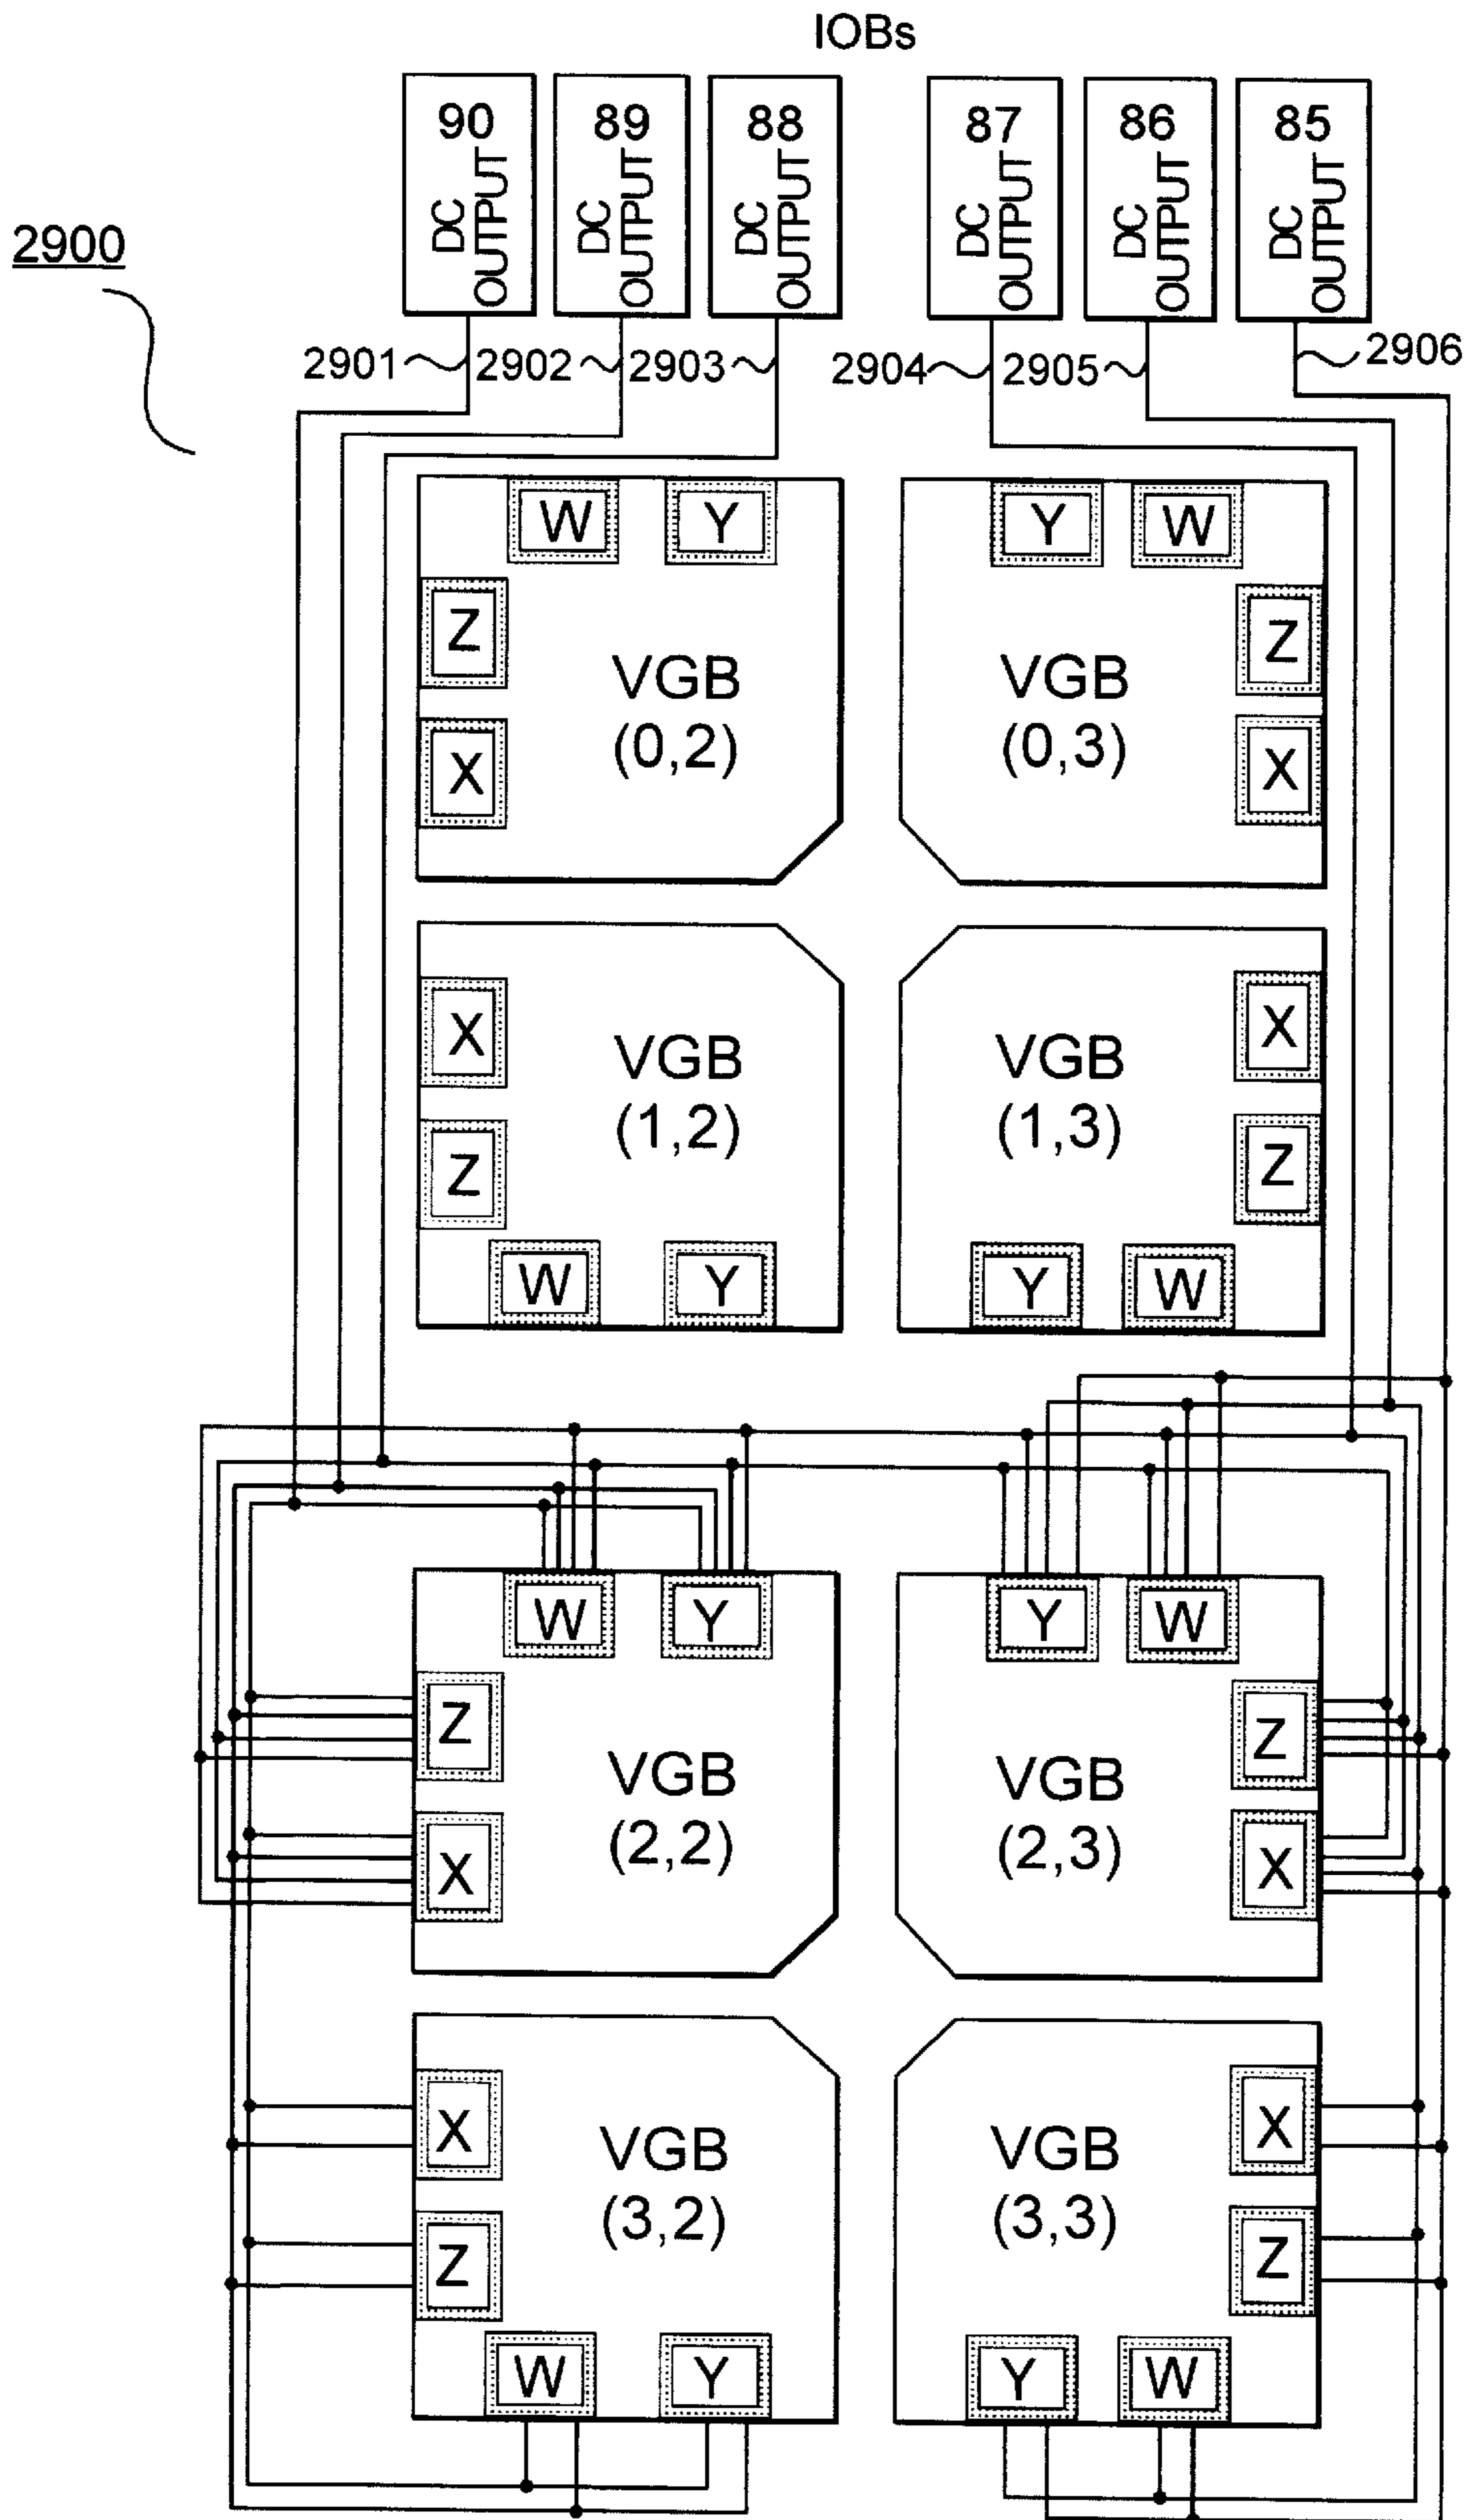 IOBs
90 DC OUTPUT
89 DC OUTPUT
88 DC OUTPUT
87 DC OUTPUT
86 DC OUTPUT
85 DC OUTPUT
2900
2901
2902
2903
2904
2905
2906
W Y
Y W
Z
Z
VGB
(0,2)
VGB
(0,3)
X
X
X
X
VGB
(1,2)
VGB
(1,3)
Z
Z
W Y
Y W
W Y
Y W
Z
Z
VGB
(2,2)
VGB
(2,3)
X
X
X
X
VGB
(3,2)
VGB
(3,3)
Z
Z
W Y
Y W